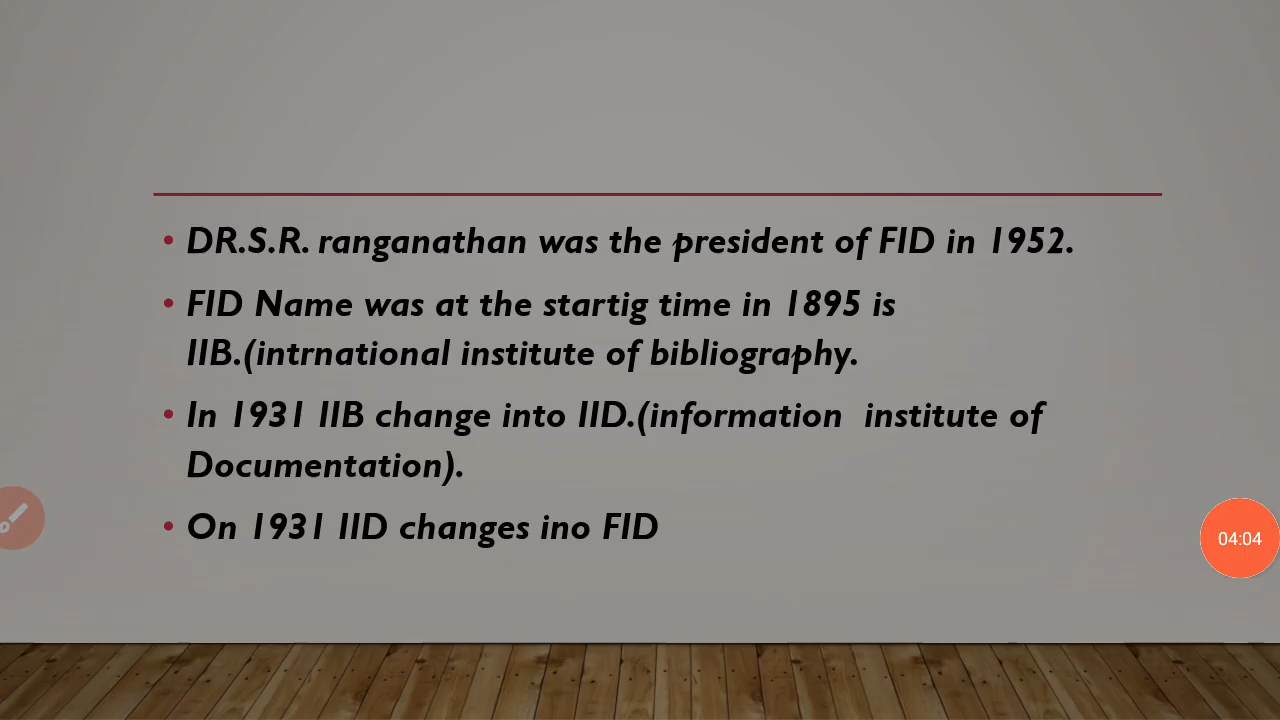 DR.S.R. ranganathan was the president of FID in 1952.
FID Name was at the startig time in 1895 is
IIB.(intrnational institute of bibliography.
In 1931 IIB change into IID.(information institute of
Documentation).
On 1931 IID changes ino FID
04:04